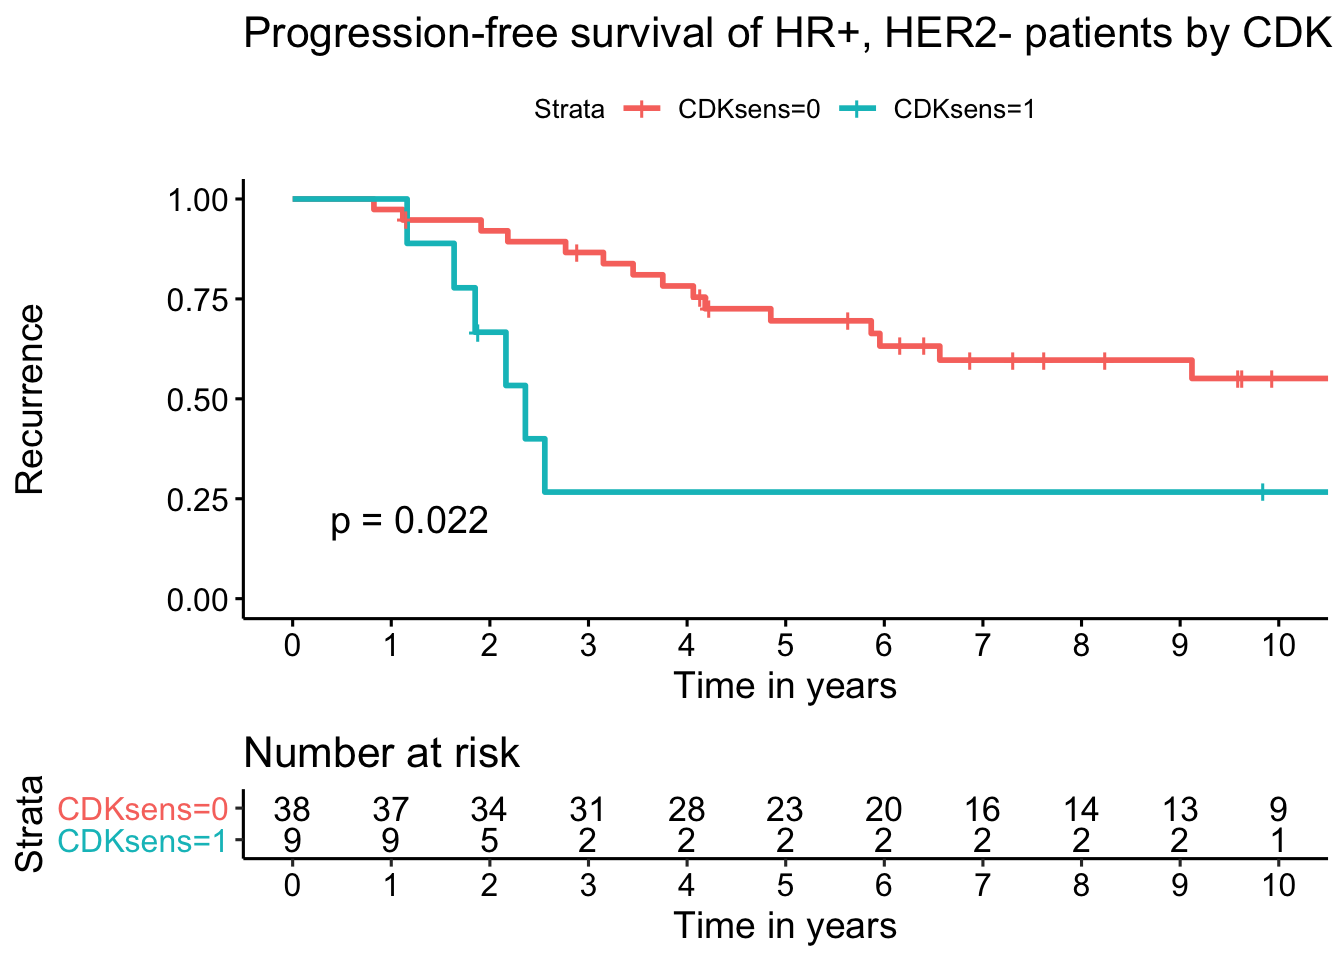 Progression-free survival of HR+, HER2- patients by CDK
Strata CDKsens=0 CDKsens=1
Recurrence
1.00
0.75
0.50
0.25
0.00
p = 0.022
0 1 2 3 4 5 6 7 8 9 10
Time in years
Number at risk
Strata
CDKsens=0 38 37 34 31 28 23 20 16 14 13 9
CDKsens=1 9 9 5 2 2 2 2 2 2 2 1
0 1 2 3 4 5 6 7 8 9 10
Time in years